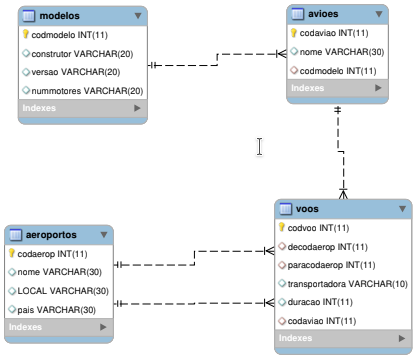 modelos
codmodelo INT(11)
construtor VARCHAR(20)
versao VARCHAR(20)
nummotores VARCHAR(20)
Indexes
avioes
codaviao INT(11)
nome VARCHAR(30)
codmodelo INT(11)
Indexes
aeroportos
codaerop INT(11)
nome VARCHAR(30)
LOCAL VARCHAR(30)
pais VARCHAR(30)
Indexes
voos
codvoo INT(11)
decodaerop INT(11)
paracodaerop INT(11)
transportadora VARCHAR(10)
duracao INT(11)
codaviao INT(11)
Indexes